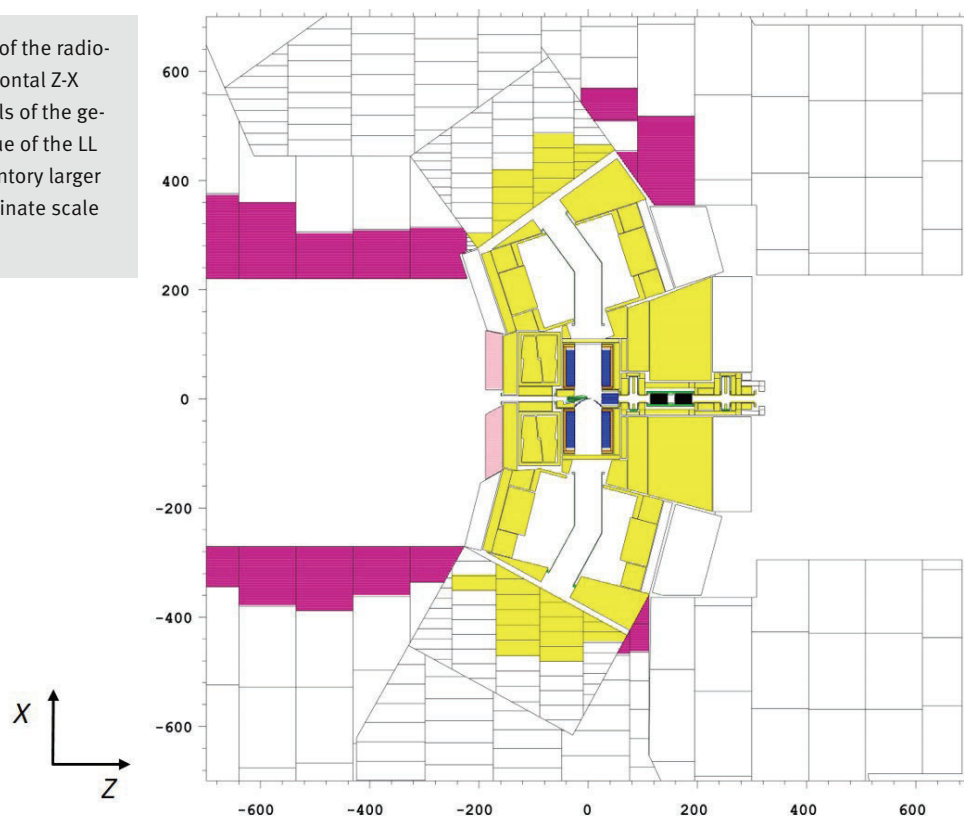 of the radio-
ontal Z-X
ls of the ge-
ue of the LL
ntory larger
inate scale
600
400
200
0
-200
-400
-600
X
Z
-600 -400 -200 0 200 400 600